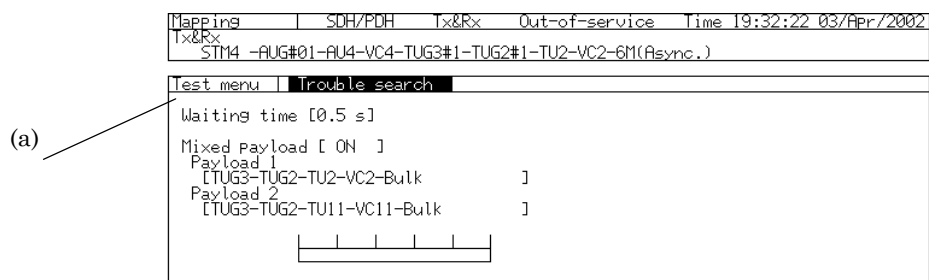 Mapping SDH/PDH Tx&Rx Out-of-service Time 19:32:22 03/Apr/2002
Tx&Rx
STM4 -AUG#01-AU4-VC4-TUG3#1-TUG2#1-TU2-VC2-6M(Async.)
Test menu Trouble search
(a)
Waiting time [0.5 s]
Mixed payload [ ON ]
Payload 1
[TUG3-TUG2-TU2-VC2-Bulk ]
Payload 2
[TUG3-TUG2-TU11-VC11-Bulk ]